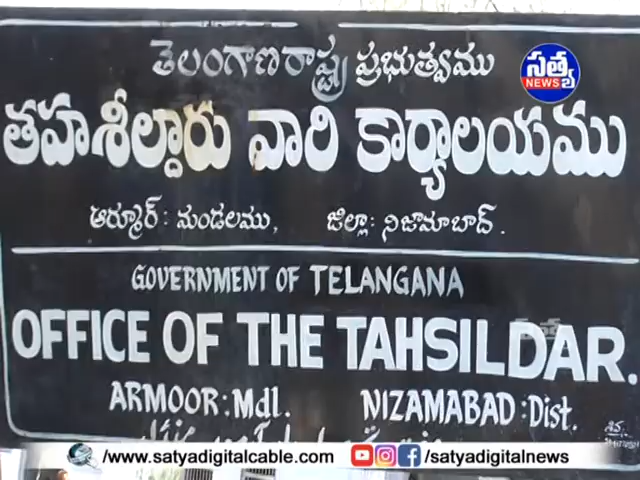 తెలంగాణ రాష్ట్ర ప్రభుత్వము
సత్య
NEWS
తహశీల్దారు వారి కార్యాలయము
ఆర్మూర్: మండలము, జిల్లా: నిజామాబాద్.
GOVERNMENT OF TELANGANA
OFFICE OF THE TAHSILDAR.
ARMOOR: Mdl. NIZAMABAD: Dist.
/www.satyadigitalcable.com
/satyadigitalnews